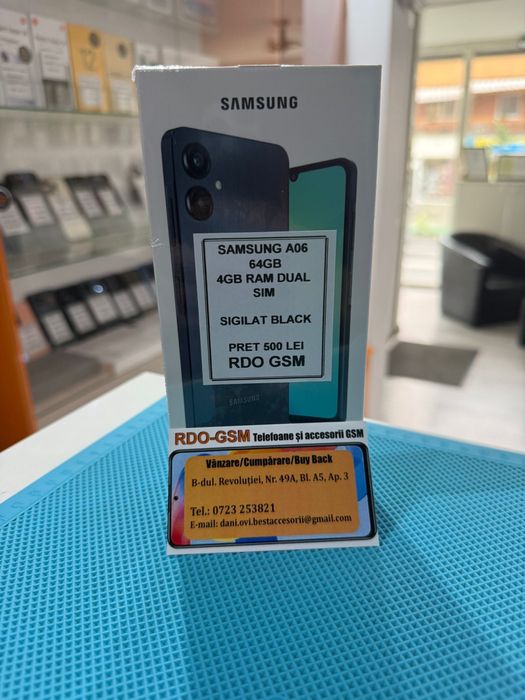 SAMSUNG
SAMSUNG A06
64GB
4GB RAM DUAL
SIM
SIGILAT BLACK
PRET 500 LEI
RDO GSM
SAMSUNG
RDO-GSM Telefoane și accesorii GSM
Vânzare/Cumpărare/Buy Back
B-dul. Revoluției, Nr. 49A, Bl. A5, Ap. 3
Tel.: 0723 253821
E-mail: dani.ovi.bestaccesorii@gmail.com